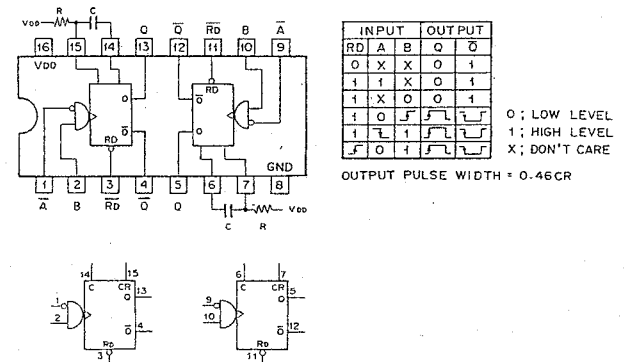 R C
VDD
Q Q̅ R̅D̅ B A̅
16 15 14 13 12 11 10 9
VDD
RD
Q Q̅
Q̅ Q
RD
GND
1 2 3 4 5 6 7 8
A̅ B R̅D̅ Q̅ Q
C R VDD
INPUT OUTPUT
RD A B Q Q̅
0 X X 0 1
1 1 X 0 1
1 X 0 0 1
1 0
1 1
0 1
0 ; LOW LEVEL
1 ; HIGH LEVEL
X ; DON'T CARE
OUTPUT PULSE WIDTH = 0.46CR
14 15
C CR
Q 13
1
2
Q̅ 4
RD
3
6 7
C CR
Q 5
9
10
Q̅ 12
RD
11